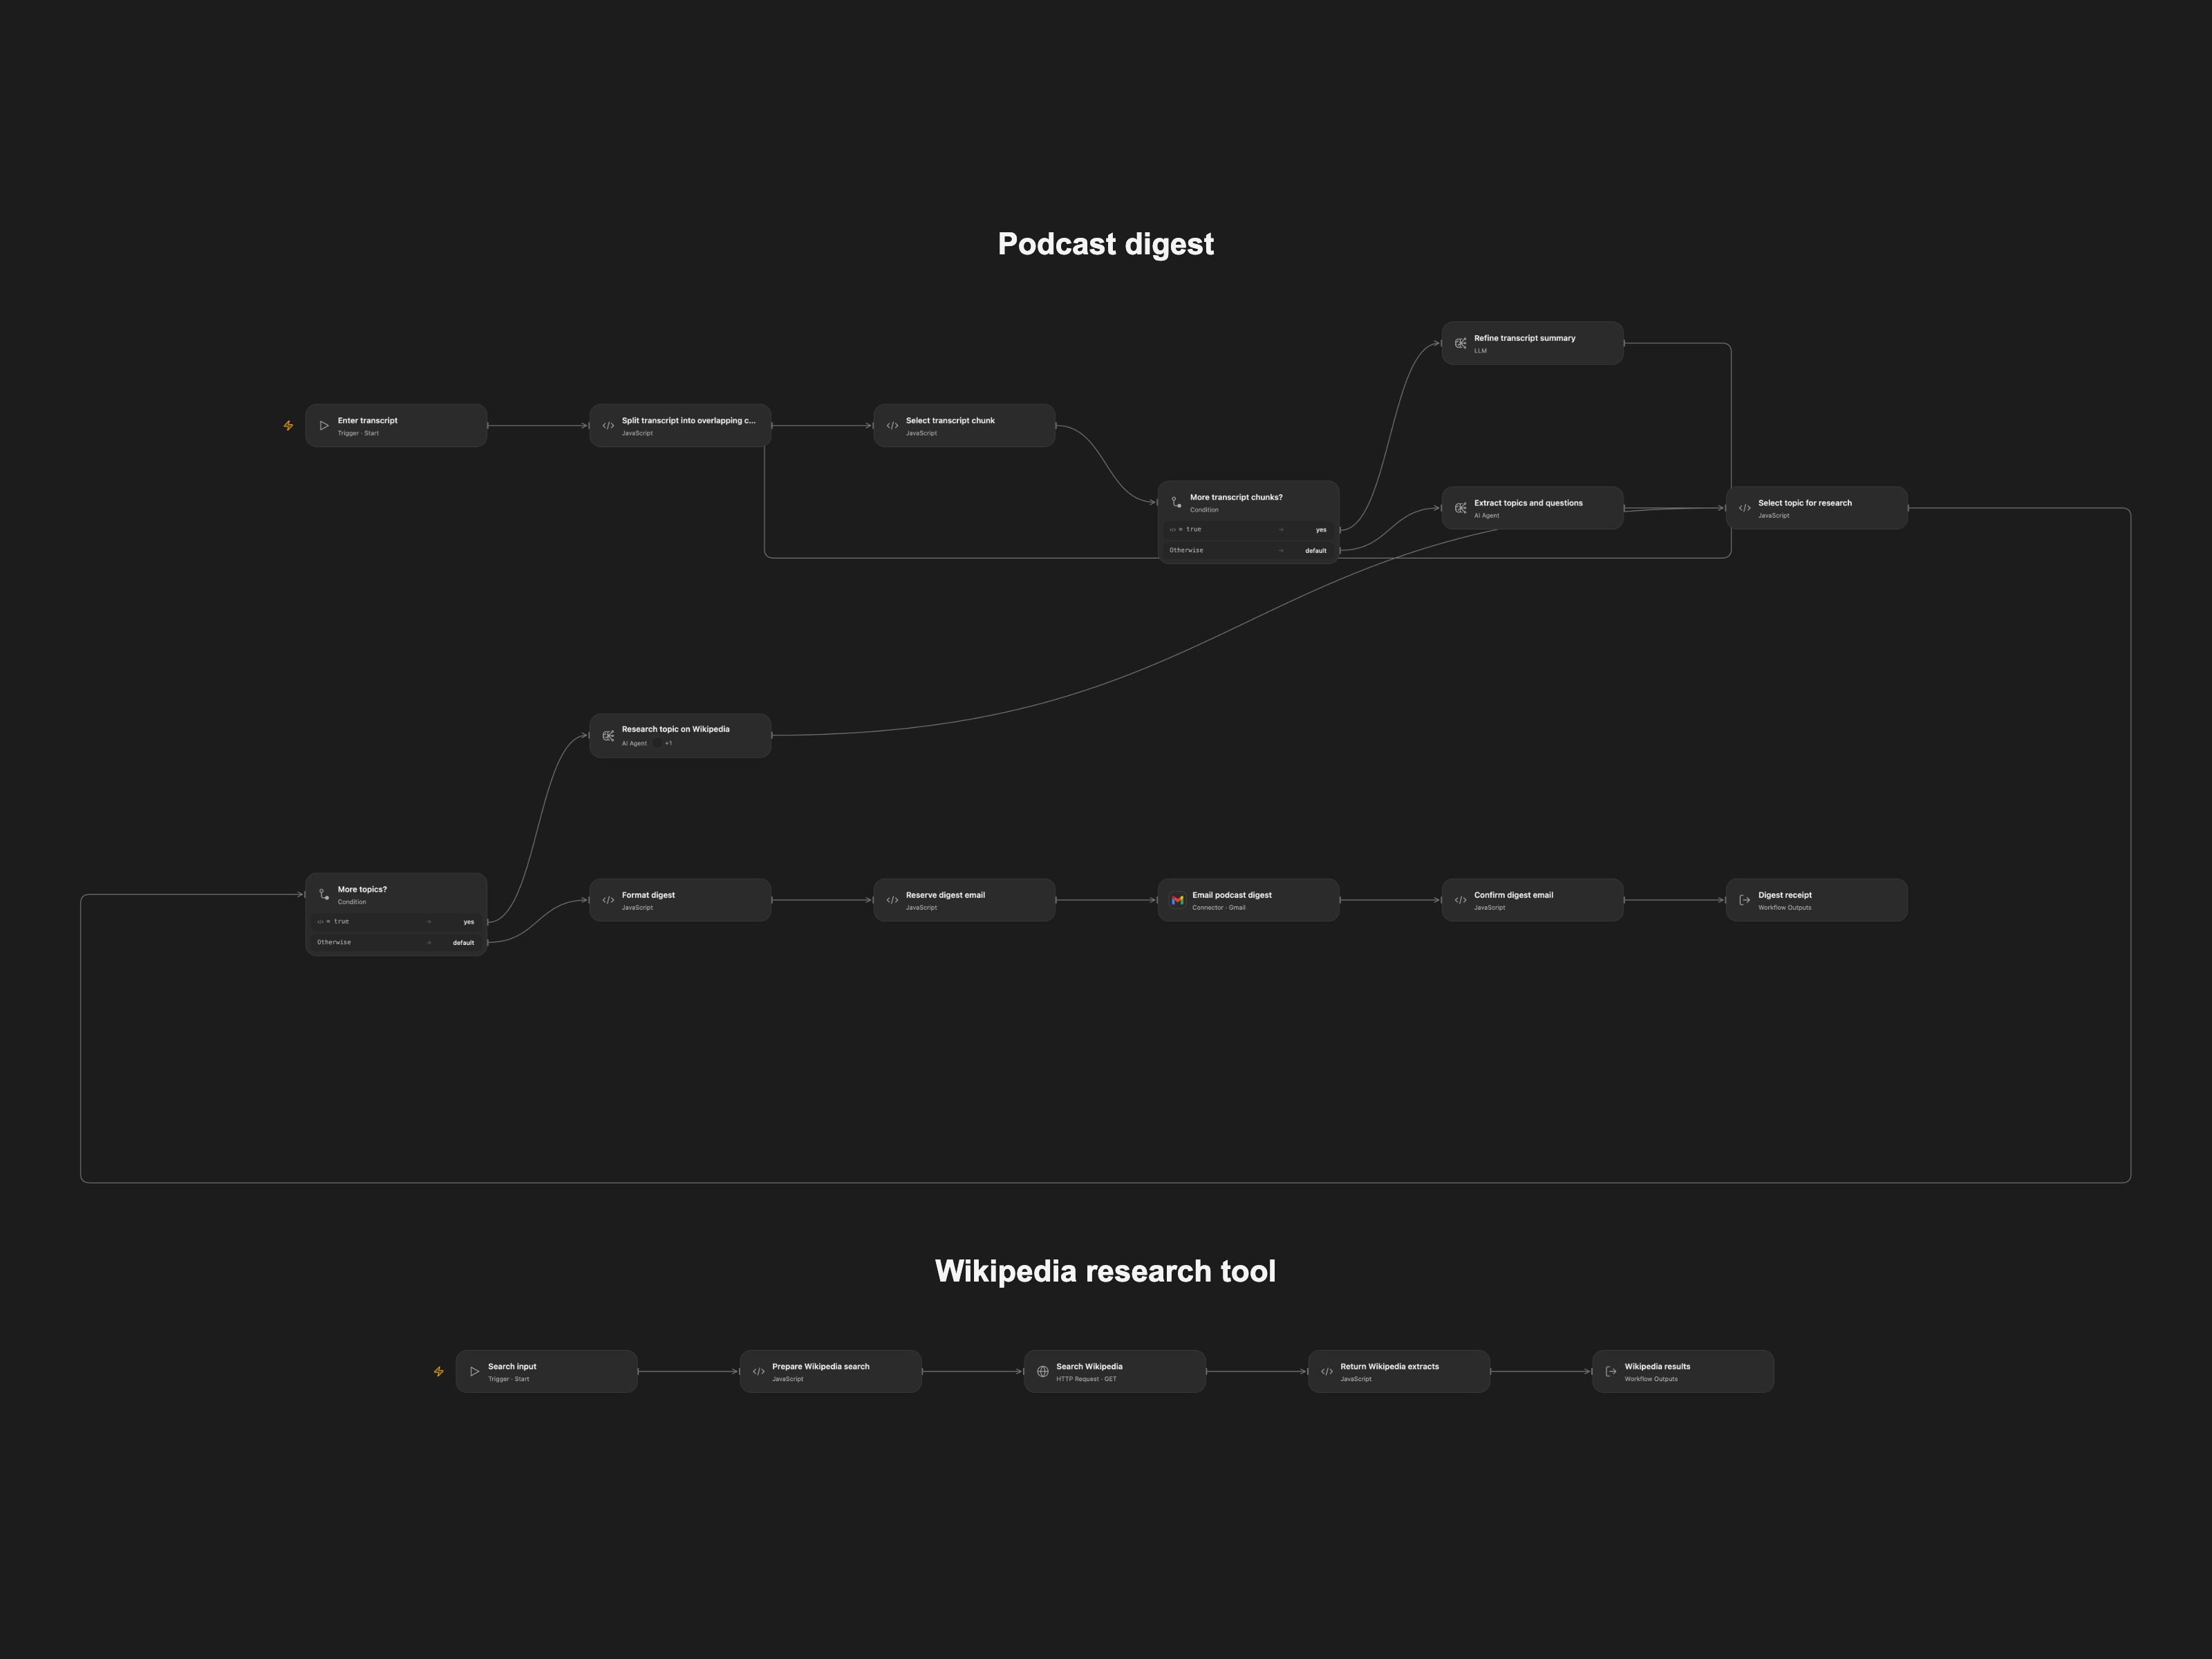 Podcast digest
Refine transcript summary
LLM
Enter transcript
Trigger · Start
Split transcript into overlapping c...
JavaScript
Select transcript chunk
JavaScript
More transcript chunks?
Condition
</> = true → yes
Otherwise → default
Extract topics and questions
AI Agent
Select topic for research
JavaScript
Research topic on Wikipedia
AI Agent +1
More topics?
Condition
</> = true → yes
Otherwise → default
Format digest
JavaScript
Reserve digest email
JavaScript
Email podcast digest
Connector · Gmail
Confirm digest email
JavaScript
Digest receipt
Workflow Outputs
Wikipedia research tool
Search input
Trigger · Start
Prepare Wikipedia search
JavaScript
Search Wikipedia
HTTP Request · GET
Return Wikipedia extracts
JavaScript
Wikipedia results
Workflow Outputs